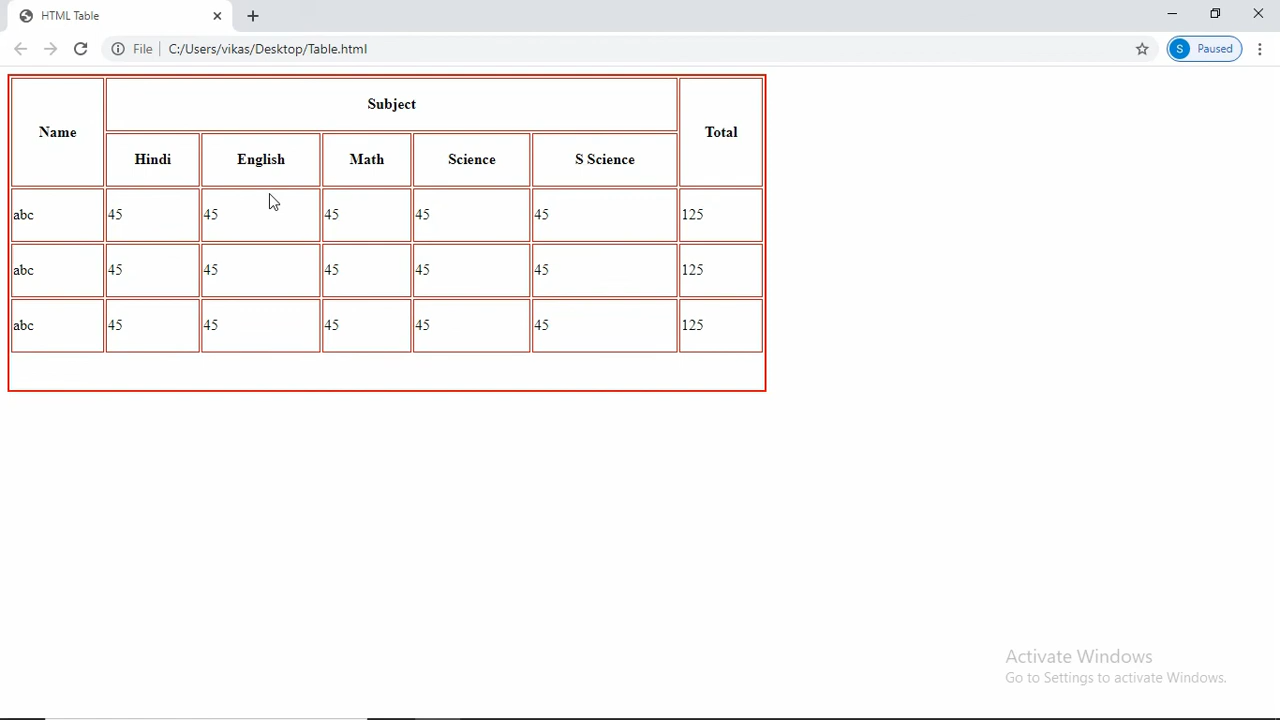 HTML Table
File
C:/Users/vikas/Desktop/Table.html
S Paused
Name Subject Total
Hindi English Math Science S Science
abc 45 45 45 45 45 125
abc 45 45 45 45 45 125
abc 45 45 45 45 45 125
Activate Windows
Go to Settings to activate Windows.